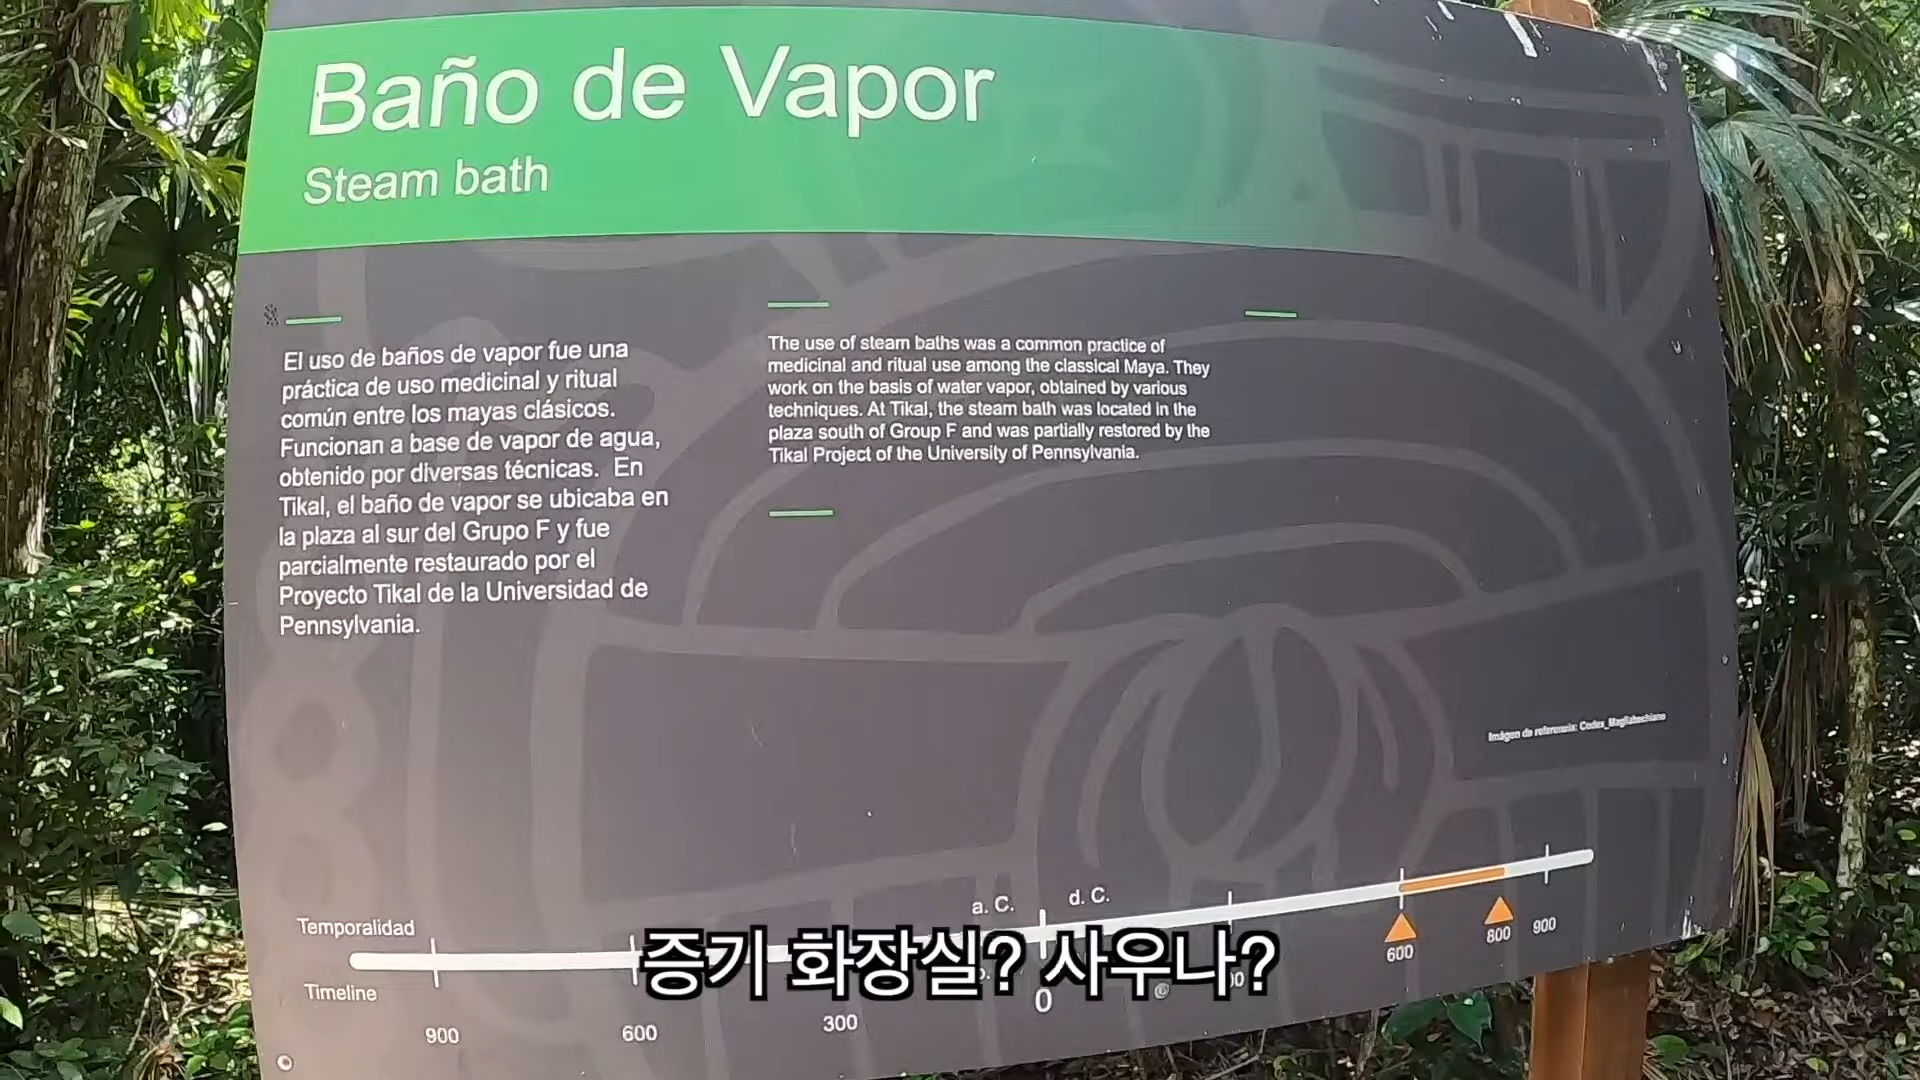 Baño de Vapor
Steam bath
El uso de baños de vapor fue una
práctica de uso medicinal y ritual
común entre los mayas clásicos.
Funcionan a base de vapor de agua,
obtenido por diversas técnicas. En
Tikal, el baño de vapor se ubicaba en
la plaza al sur del Grupo F y fue
parcialmente restaurado por el
Proyecto Tikal de la Universidad de
Pennsylvania.
The use of steam baths was a common practice of
medicinal and ritual use among the classical Maya. They
work on the basis of water vapor, obtained by various
techniques. At Tikal, the steam bath was located in the
plaza south of Group F and was partially restored by the
Tikal Project of the University of Pennsylvania.
Imágen de referencia: Codex_Magliabechiano
Temporalidad
a. C. d. C.
Timeline
900 600 300 0 600 800 900
증기 화장실? 사우나?